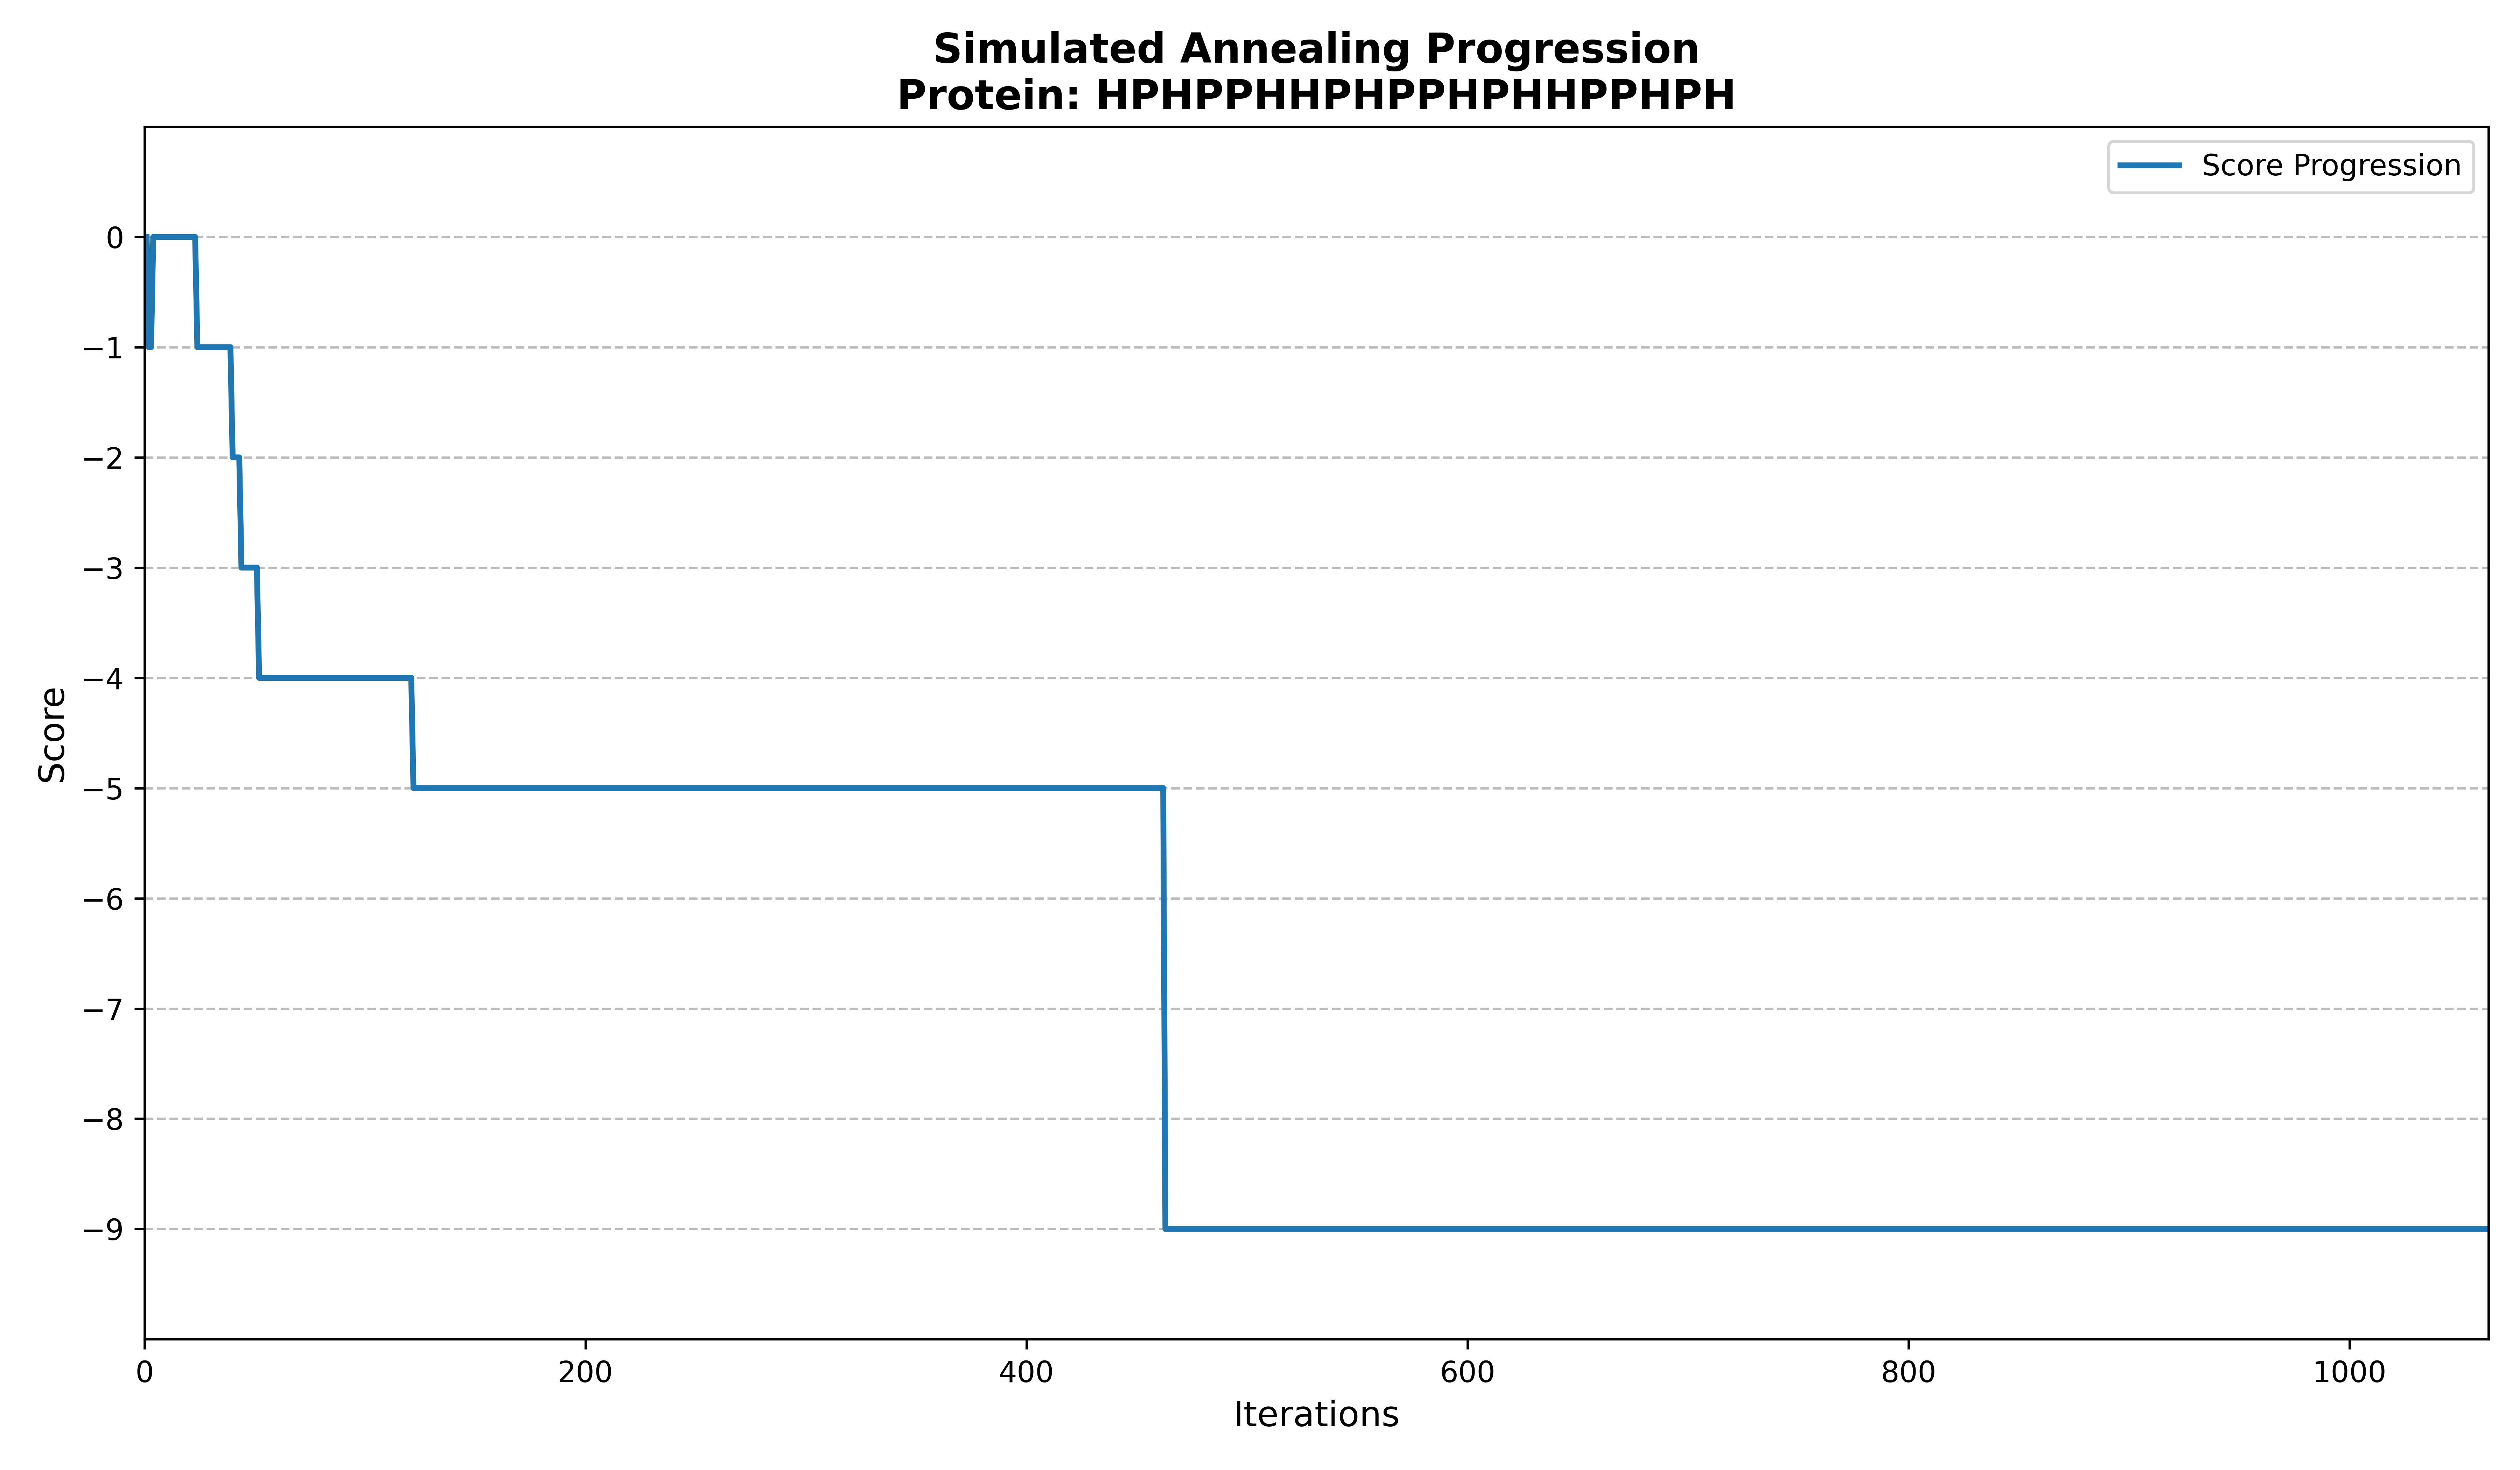 Simulated Annealing Progression
Protein: HPHPPHHPHPPHPHHPPHPH
Score Progression
0
−1
−2
−3
−4
−5
−6
−7
−8
−9
Score
0 200 400 600 800 1000
Iterations